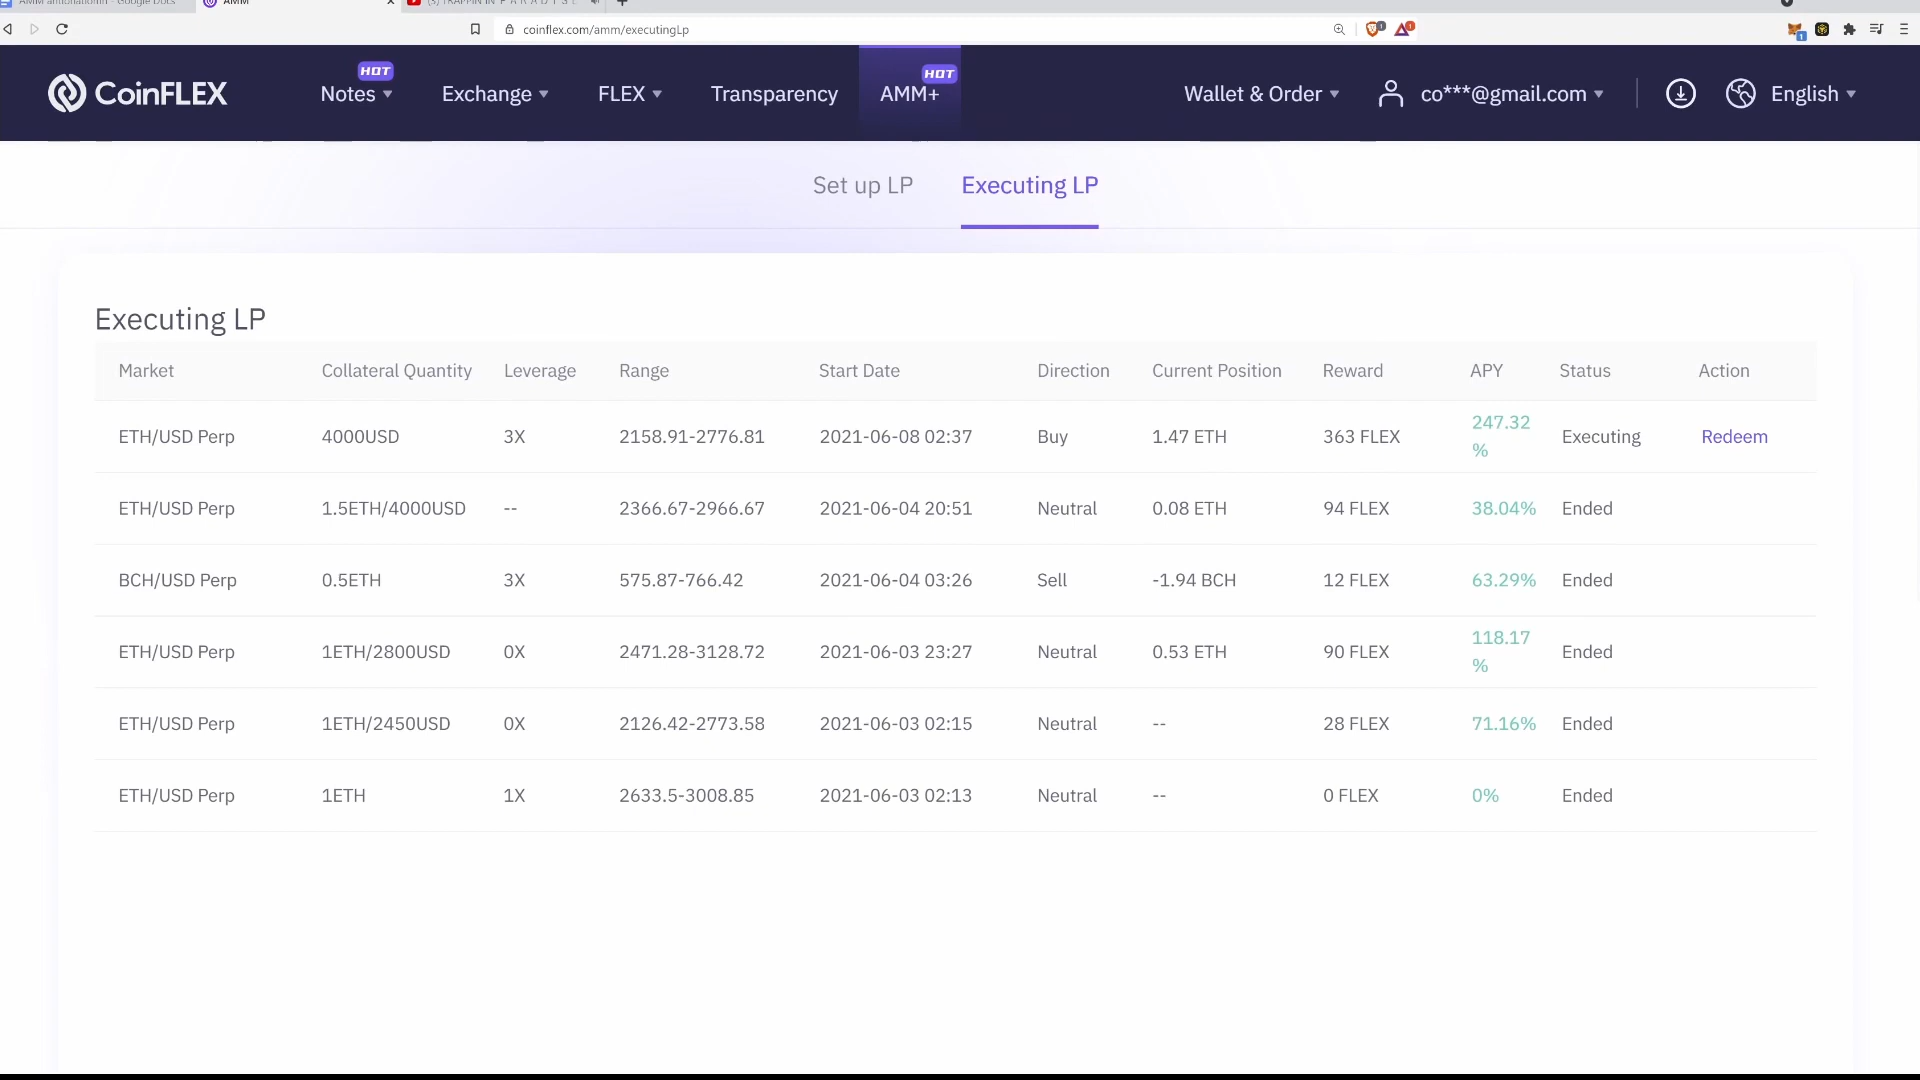 AMM
coinflex.com/amm/executingLp
CoinFLEX
Notes
HOT
Exchange
FLEX
Transparency
AMM+
HOT
Wallet & Order
co***@gmail.com
English
Set up LP
Executing LP
Executing LP
Market Collateral Quantity Leverage Range Start Date Direction Current Position Reward APY Status Action
ETH/USD Perp 4000USD 3X 2158.91-2776.81 2021-06-08 02:37 Buy 1.47 ETH 363 FLEX 247.32 % Executing Redeem
ETH/USD Perp 1.5ETH/4000USD -- 2366.67-2966.67 2021-06-04 20:51 Neutral 0.08 ETH 94 FLEX 38.04% Ended
BCH/USD Perp 0.5ETH 3X 575.87-766.42 2021-06-04 03:26 Sell -1.94 BCH 12 FLEX 63.29% Ended
ETH/USD Perp 1ETH/2800USD 0X 2471.28-3128.72 2021-06-03 23:27 Neutral 0.53 ETH 90 FLEX 118.17 % Ended
ETH/USD Perp 1ETH/2450USD 0X 2126.42-2773.58 2021-06-03 02:15 Neutral -- 28 FLEX 71.16% Ended
ETH/USD Perp 1ETH 1X 2633.5-3008.85 2021-06-03 02:13 Neutral -- 0 FLEX 0% Ended